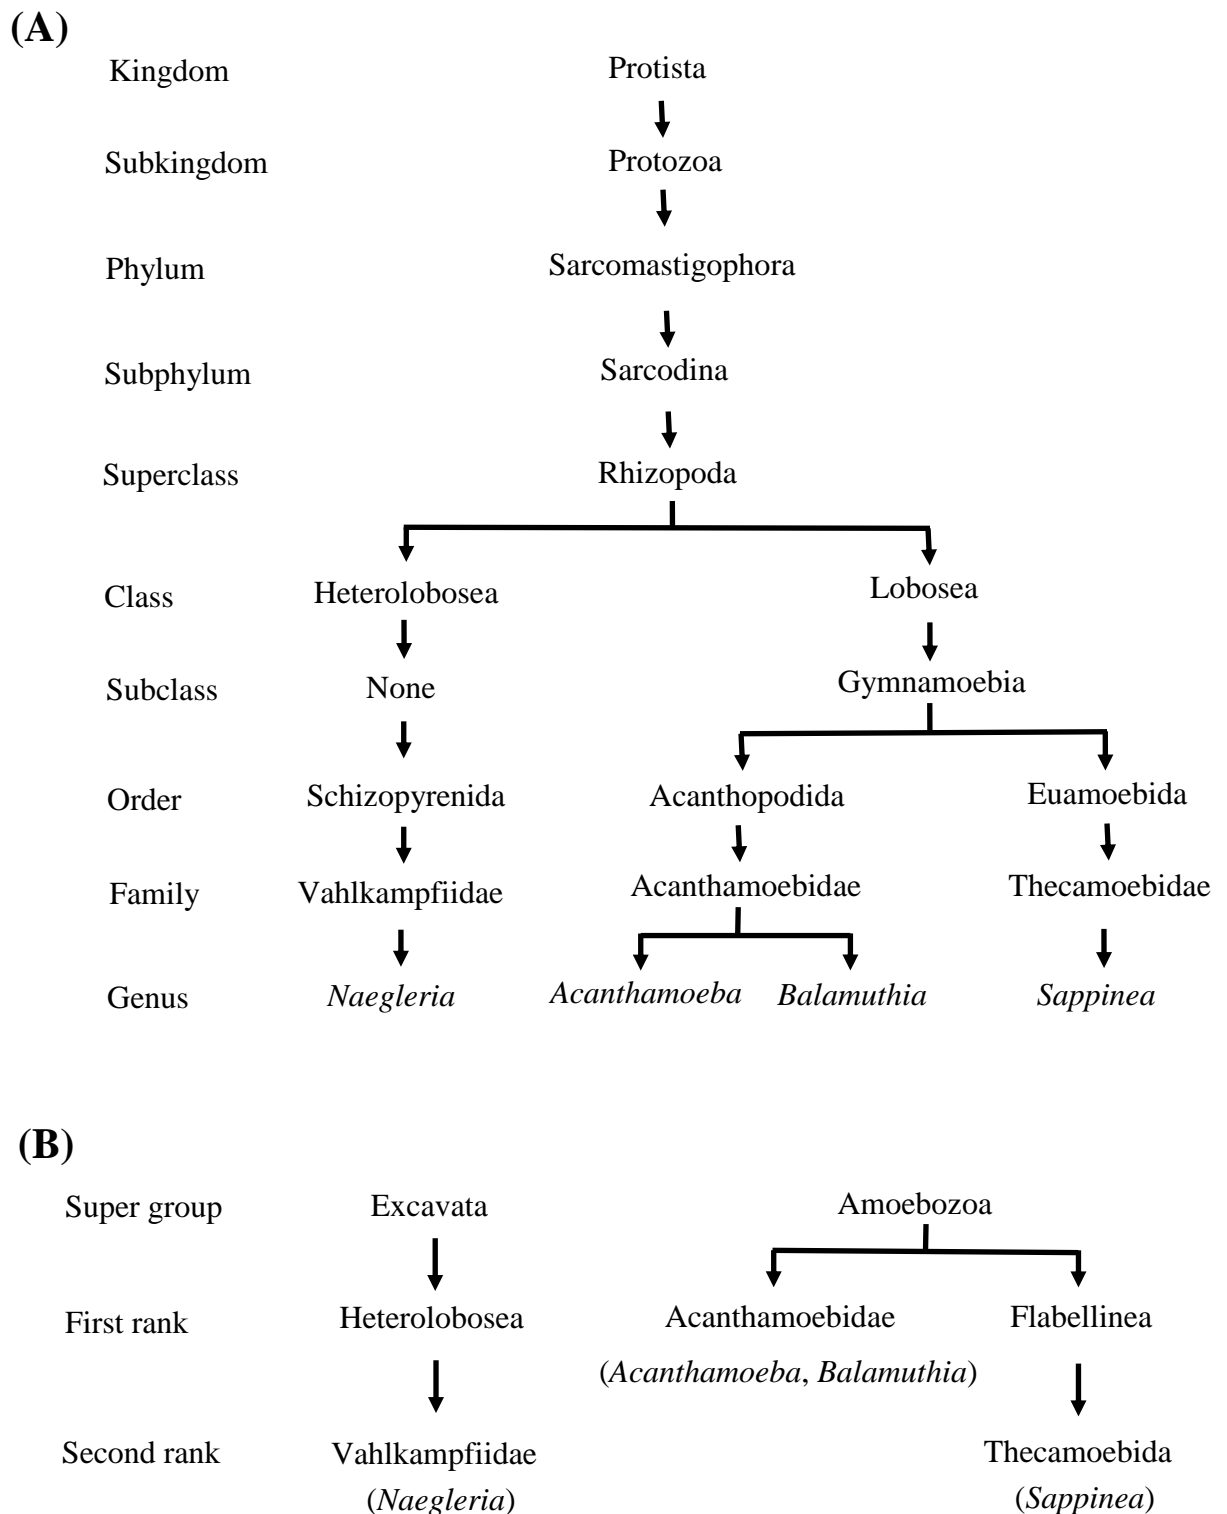 (A)
Kingdom Protista
Subkingdom Protozoa
Phylum Sarcomastigophora
Subphylum Sarcodina
Superclass Rhizopoda
Class Heterolobosea Lobosea
Subclass None Gymnamoebia
Order Schizopyrenida Acanthopodida Euamoebida
Family Vahlkampfiidae Acanthamoebidae Thecamoebidae
Genus Naegleria Acanthamoeba Balamuthia Sappinea
(B)
Super group Excavata Amoebozoa
First rank Heterolobosea Acanthamoebidae Flabellinea
(Acanthamoeba, Balamuthia)
Second rank Vahlkampfiidae Thecamoebida
(Naegleria) (Sappinea)